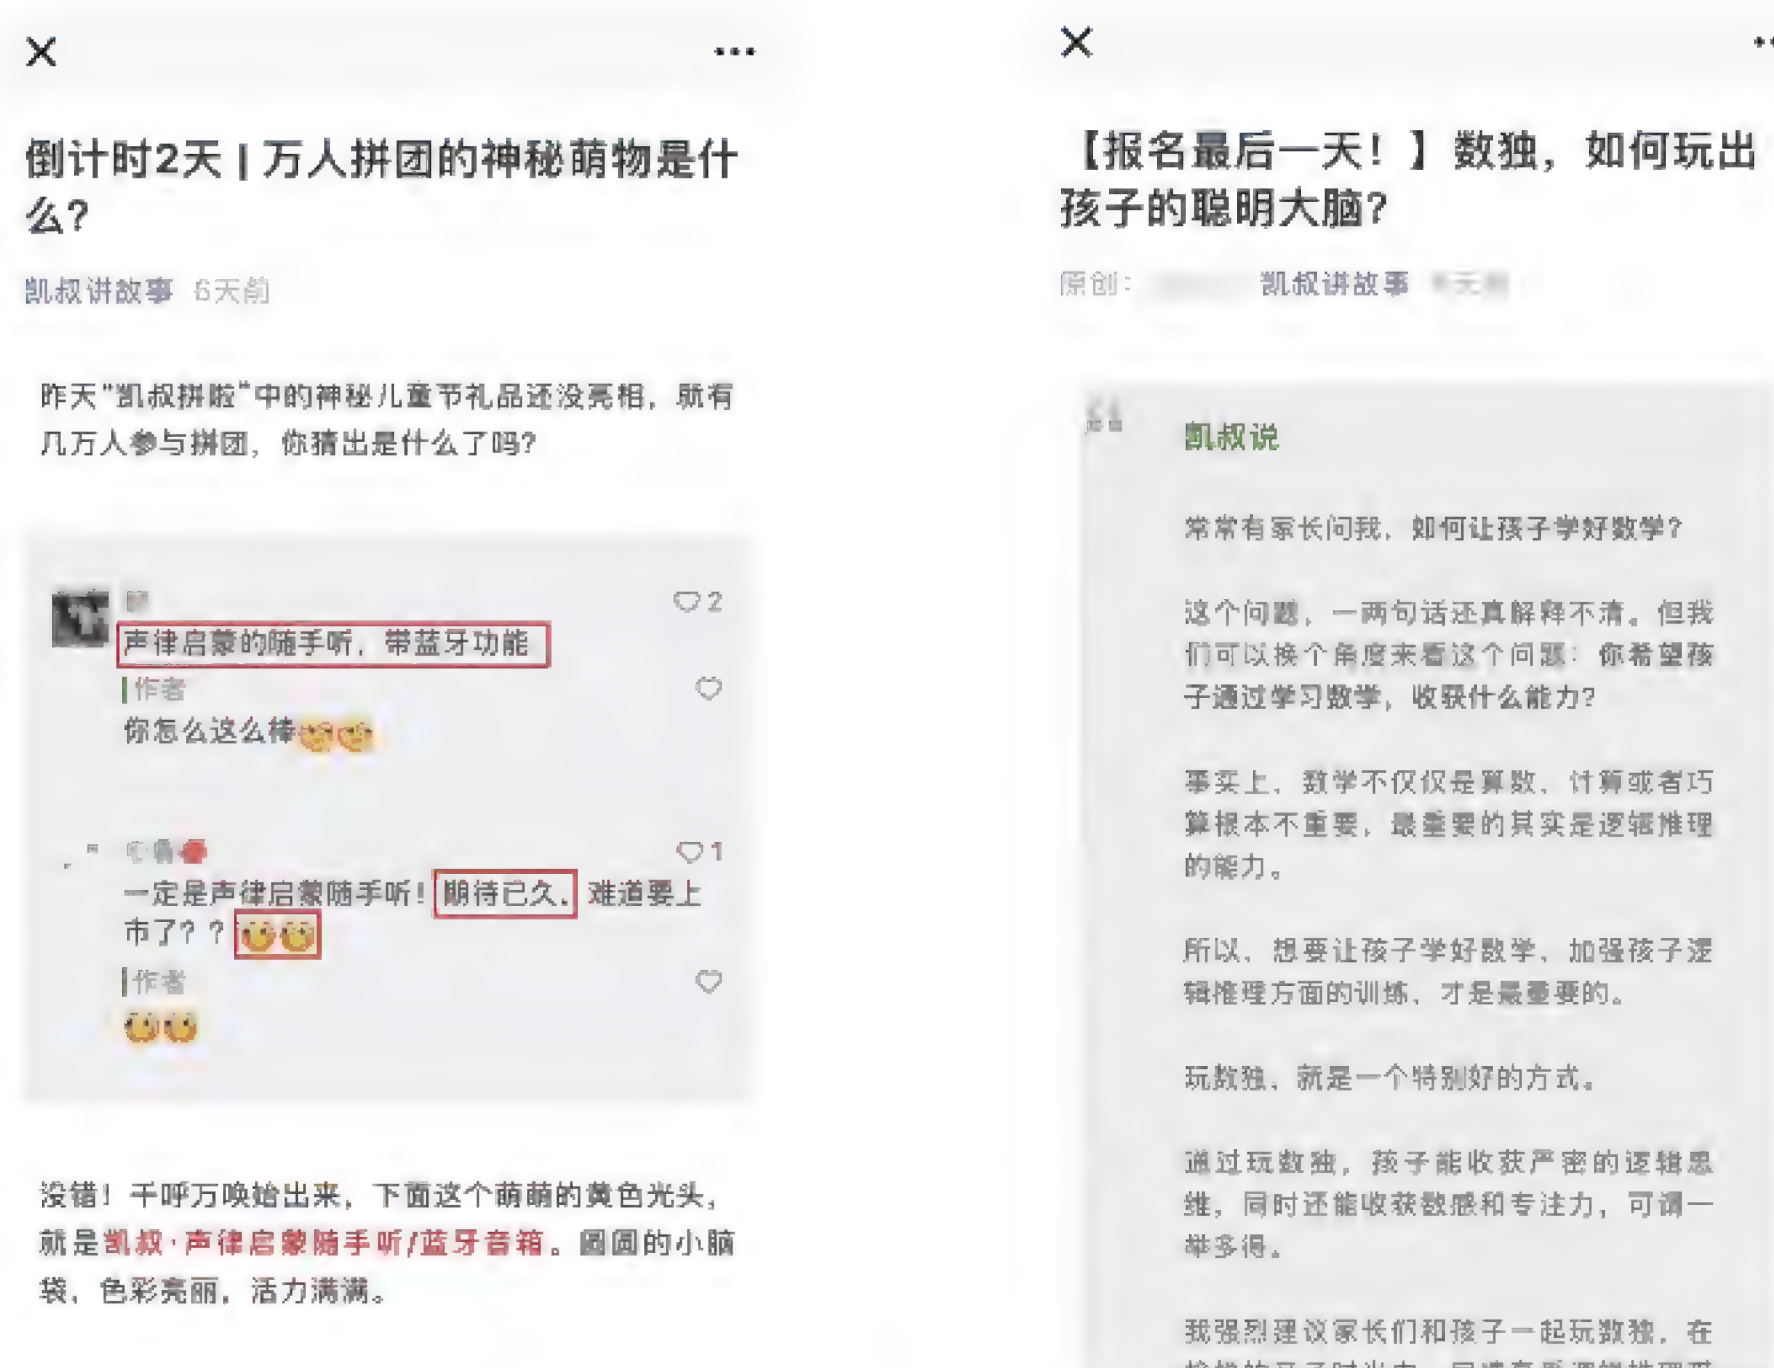 倒计时2天 | 万人拼团的神秘萌物是什
么?
凯叔讲故事 6天前
昨天“凯叔拼啦”中的神秘儿童节礼品还没亮相，就有
几万人参与拼团，你猜出是什么了吗?
2
声律启蒙的随手听，带蓝牙功能
作者
你怎么这么棒
1
一定是声律启蒙随手听！期待已久，难道要上
市了？？
作者
没错！千呼万唤始出来，下面这个萌萌的黄色光头，
就是凯叔·声律启蒙随手听/蓝牙音箱。圆圆的小脑
袋，色彩亮丽，活力满满。
【报名最后一天！】数独，如何玩出
孩子的聪明大脑?
原创： 凯叔讲故事
凯叔说
常常有家长问我，如何让孩子学好数学?
这个问题，一两句话还真解释不清。但我
们可以换个角度来看这个问题：你希望孩
子通过学习数学，收获什么能力?
事实上，数学不仅仅是算数，计算或者巧
算根本不重要，最重要的其实是逻辑推理
的能力。
所以，想要让孩子学好数学，加强孩子逻
辑推理方面的训练，才是最重要的。
玩数独，就是一个特别好的方式。
通过玩数独，孩子能收获严密的逻辑思
维，同时还能收获数感和专注力，可谓一
举多得。
我强烈建议家长们和孩子一起玩数独，在